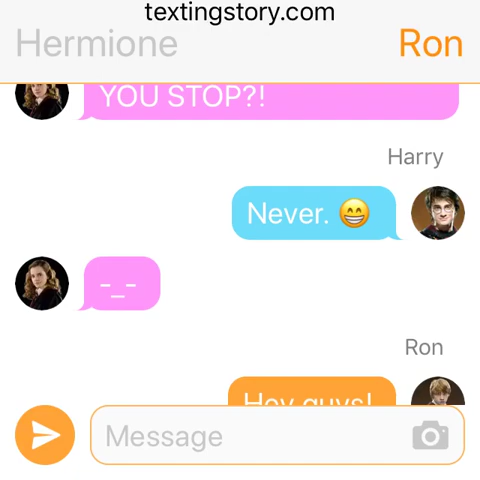 textingstory.com
Hermione
Ron
YOU STOP?!
Harry
Never. 😁
-_-
Ron
Hey guys!
Message